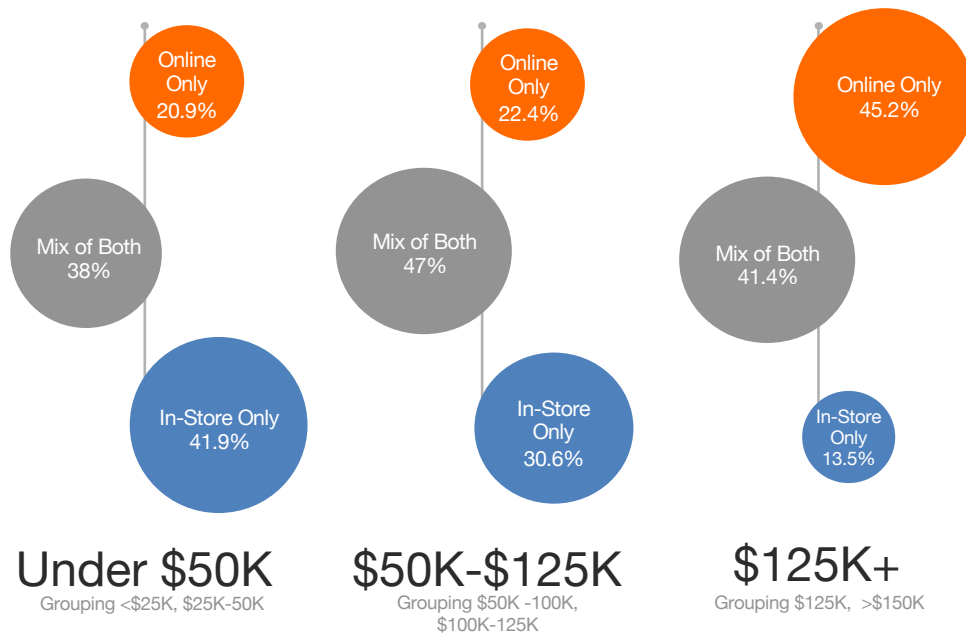 Online
Only
20.9%
Mix of Both
38%
In-Store Only
41.9%
Under $50K
Grouping <$25K, $25K-50K
Online
Only
22.4%
Mix of Both
47%
In-Store
Only
30.6%
$50K-$125K
Grouping $50K -100K,
$100K-125K
Online Only
45.2%
Mix of Both
41.4%
In-Store
Only
13.5%
$125K+
Grouping $125K,  >$150K